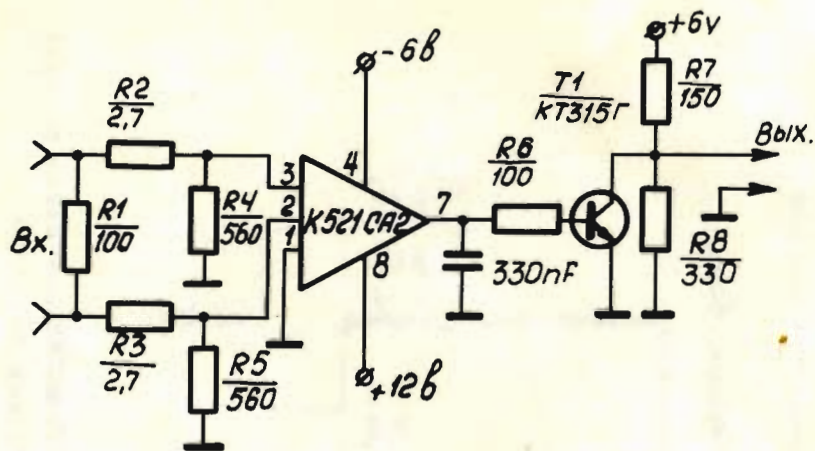 R2
2,7
Вх.
R1
100
R4
560
R3
2,7
R5
560
3
2
1
К521СА2
4
-6в
7
8
+12в
330nF
R6
100
Т1
КТ315Г
+6v
R7
150
Вых.
R8
330